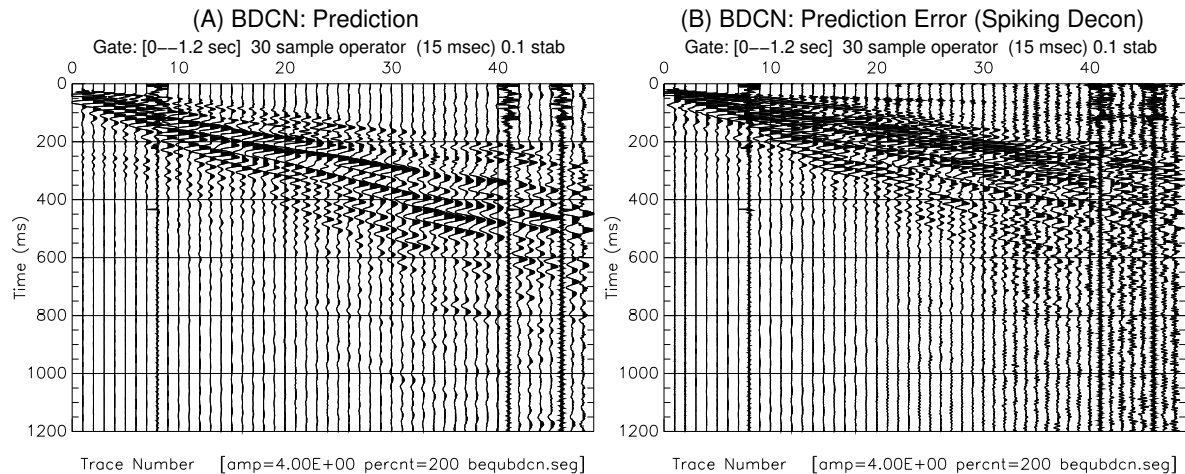 (A) BDCN: Prediction
Gate: [0--1.2 sec]  30 sample operator  (15 msec) 0.1 stab
0 10 20 30 40
0
200
400
600
800
1000
1200
Time (ms)
Trace Number [amp=4.00E+00 percnt=200 bequbdcn.seg]
(B) BDCN: Prediction Error (Spiking Decon)
Gate: [0--1.2 sec]  30 sample operator  (15 msec) 0.1 stab
0 10 20 30 40
0
200
400
600
800
1000
1200
Time (ms)
Trace Number [amp=4.00E+00 percnt=200 bequbdcn.seg]